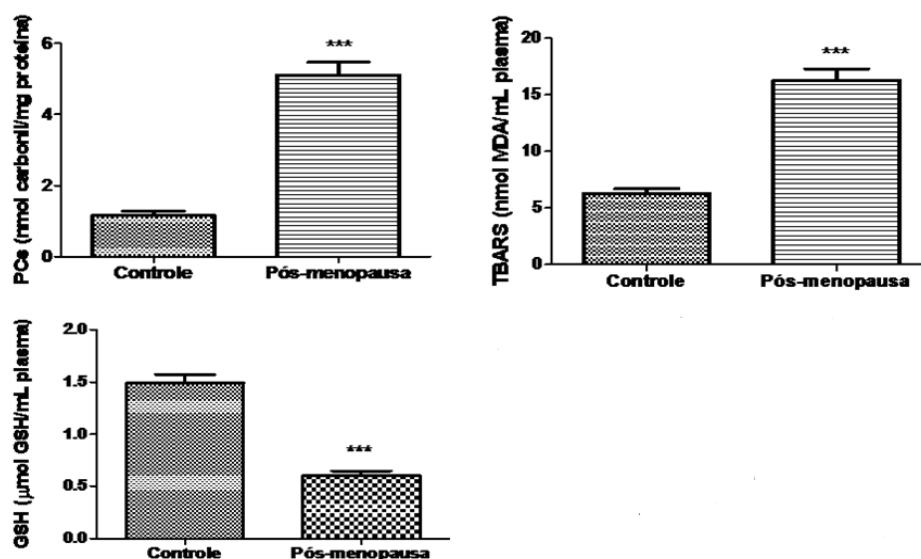 PCs (nmol carbonil/mg proteína)
6
4
2
0
***
Controle
Pós-menopausa
TBARS (nmol MDA/mL plasma)
20
15
10
5
0
***
Controle
Pós-menopausa
GSH (µmol GSH/mL plasma)
2.0
1.5
1.0
0.5
0.0
***
Controle
Pós-menopausa